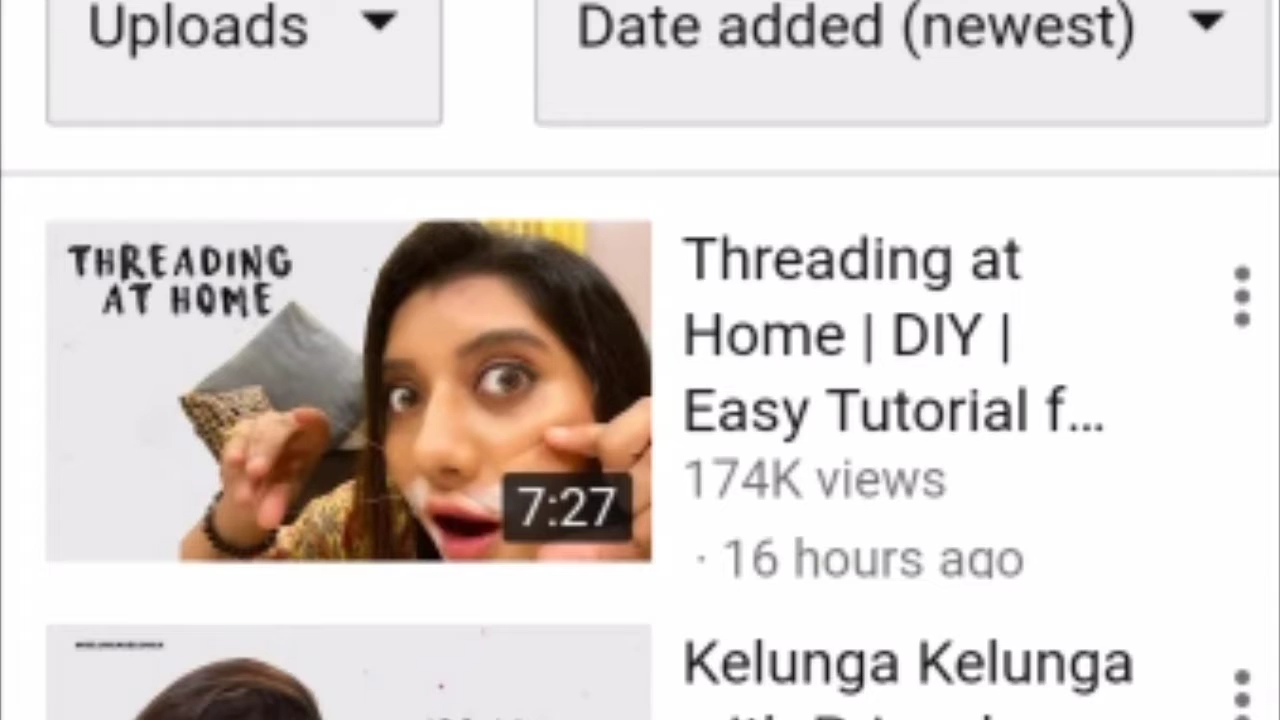 Uploads
Date added (newest)
THREADING
AT HOME
7:27
Threading at
Home | DIY |
Easy Tutorial f...
174K views
· 16 hours ago
Kelunga Kelunga